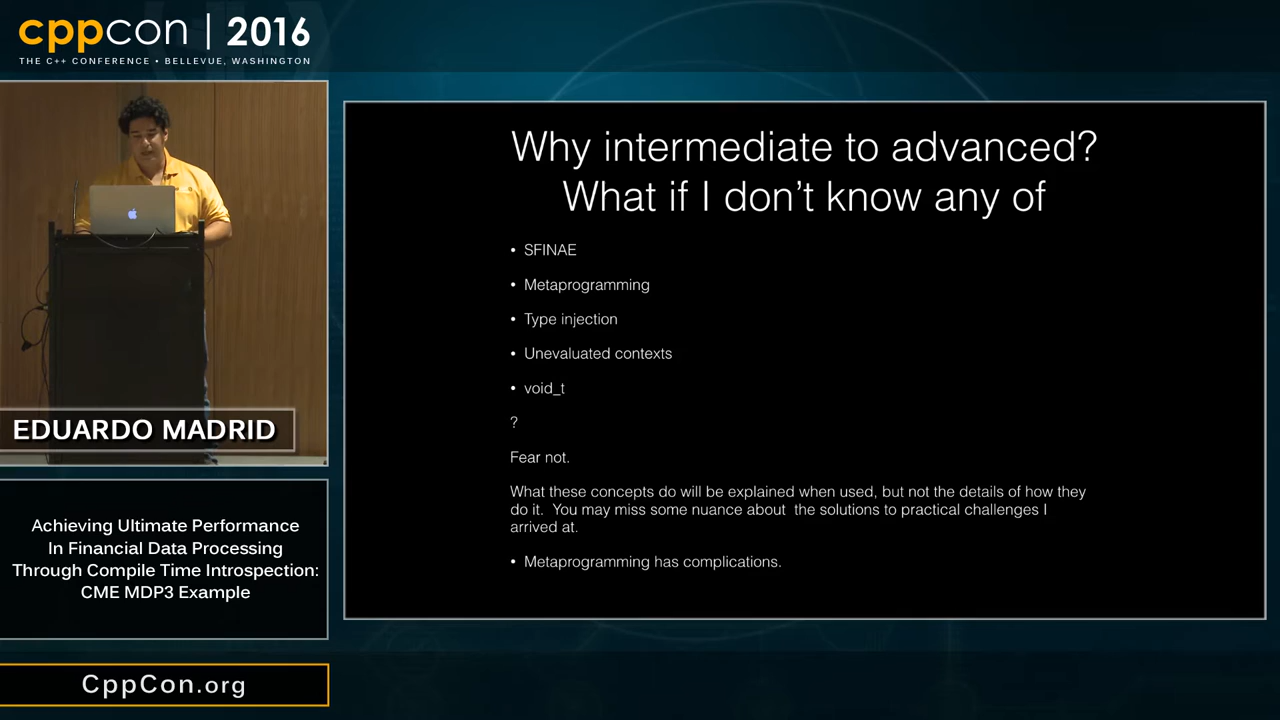 cppcon | 2016
THE C++ CONFERENCE • BELLEVUE, WASHINGTON
EDUARDO MADRID
Achieving Ultimate Performance
In Financial Data Processing
Through Compile Time Introspection:
CME MDP3 Example
CppCon.org
Why intermediate to advanced?
What if I don't know any of
• SFINAE
• Metaprogramming
• Type injection
• Unevaluated contexts
• void_t
?
Fear not.
What these concepts do will be explained when used, but not the details of how they
do it. You may miss some nuance about the solutions to practical challenges I
arrived at.
• Metaprogramming has complications.